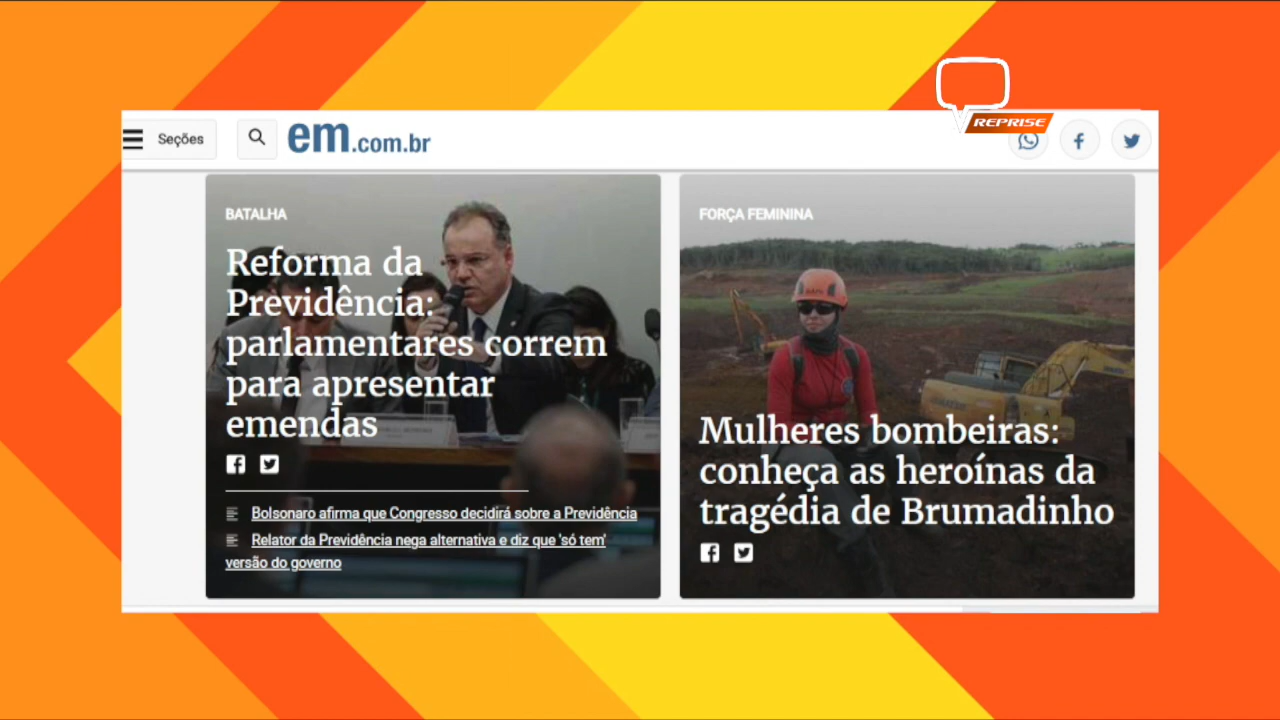 REPRISE
Seções
em.com.br
BATALHA
Reforma da
Previdência:
parlamentares correm
para apresentar
emendas
Bolsonaro afirma que Congresso decidirá sobre a Previdência
Relator da Previdência nega alternativa e diz que 'só tem'
versão do governo
FORÇA FEMININA
Mulheres bombeiras:
conheça as heroínas da
tragédia de Brumadinho